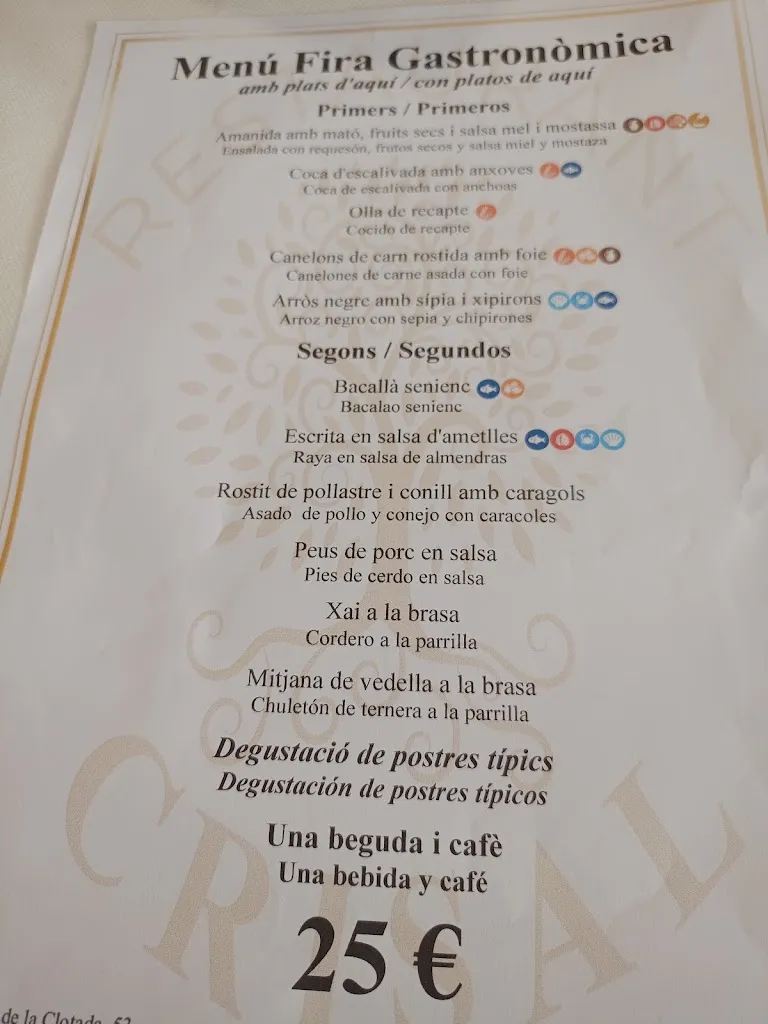 Menú Fira Gastronòmica
amb plats d'aquí / con platos de aquí
Primers / Primeros
Amanida amb mató, fruits secs i salsa mel i mostassa
Ensalada con requesón, frutos secos y salsa miel y mostaza
Coca d'escalivada amb anxoves
Coca de escalivada con anchoas
Olla de recapte
Cocido de recapte
Canelons de carn rostida amb foie
Canelones de carne asada con foie
Arròs negre amb sípia i xipirons
Arroz negro con sepia y chipirones
Segons / Segundos
Bacallà senienc
Bacalao senienc
Escrita en salsa d'ametlles
Raya en salsa de almendras
Rostit de pollastre i conill amb caragols
Asado de pollo y conejo con caracoles
Peus de porc en salsa
Pies de cerdo en salsa
Xai a la brasa
Cordero a la parrilla
Mitjana de vedella a la brasa
Chuletón de ternera a la parrilla
Degustació de postres típics
Degustación de postres típicos
Una beguda i cafè
Una bebida y café
25 €
RESTAURANT
CRISAL
de la Clotada, 52